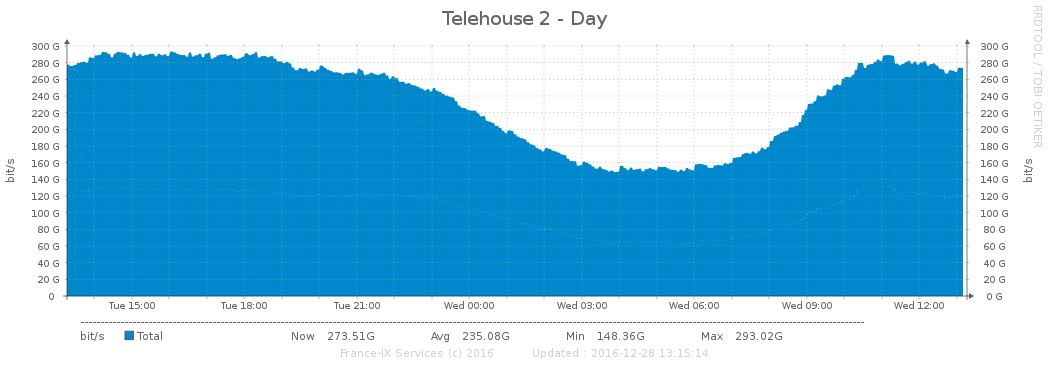 Telehouse 2 - Day
RRDTOOL / TOBI OETIKER
300 G 300 G
280 G 280 G
260 G 260 G
240 G 240 G
220 G 220 G
200 G 200 G
180 G 180 G
160 G 160 G
140 G 140 G
120 G 120 G
100 G 100 G
80 G 80 G
60 G 60 G
40 G 40 G
20 G 20 G
0 0 G
bit/s bit/s
Tue 15:00 Tue 18:00 Tue 21:00 Wed 00:00 Wed 03:00 Wed 06:00 Wed 09:00 Wed 12:00
bit/s Total Now 273.51G Avg 235.08G Min 148.36G Max 293.02G
France-IX Services (c) 2016 Updated : 2016-12-28 13:15:14